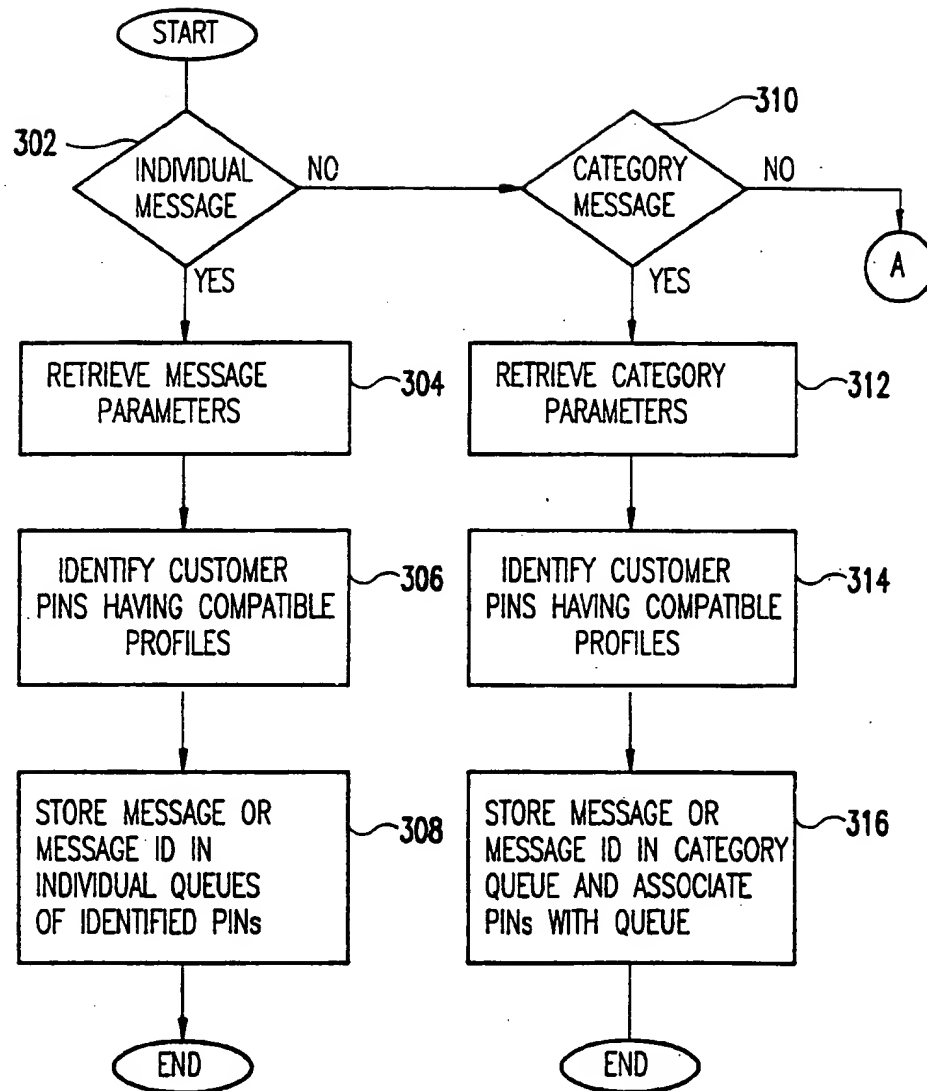 START
302
INDIVIDUAL
MESSAGE
NO
YES
310
CATEGORY
MESSAGE
NO
A
YES
RETRIEVE MESSAGE
PARAMETERS
304
RETRIEVE CATEGORY
PARAMETERS
312
IDENTIFY CUSTOMER
PINS HAVING COMPATIBLE
PROFILES
306
IDENTIFY CUSTOMER
PINS HAVING COMPATIBLE
PROFILES
314
STORE MESSAGE OR
MESSAGE ID IN
INDIVIDUAL QUEUES
OF IDENTIFIED PINs
308
STORE MESSAGE OR
MESSAGE ID IN CATEGORY
QUEUE AND ASSOCIATE
PINs WITH QUEUE
316
END
END